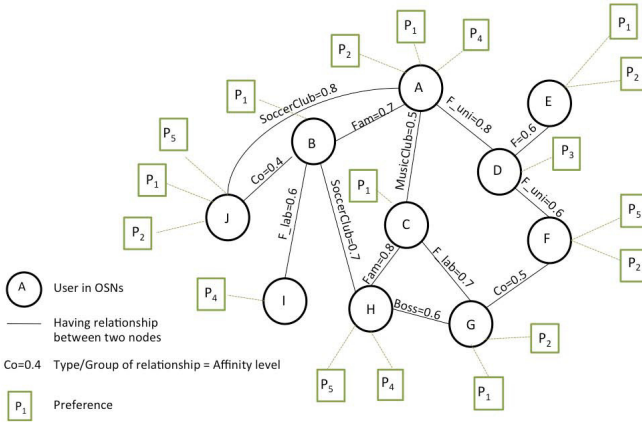 P1
P2
P1
P4
P2
A
E
SoccerClub=0.8
F_uni=0.8
P1
Fam=0.7
F=0.6
P5
B
MusicClub=0.5
P3
D
P1
Co=0.4
SoccerClub=0.7
P1
F_uni=0.6
P5
J
F_lab=0.6
C
P2
F
P2
Fam=0.8
F_lab=0.7
Co=0.5
A
User in OSNs
P4
I
H
Boss=0.6
G
Having relationship
between two nodes
P2
Co=0.4 Type/Group of relationship = Affinity level
P5
P4
P1
P1
Preference